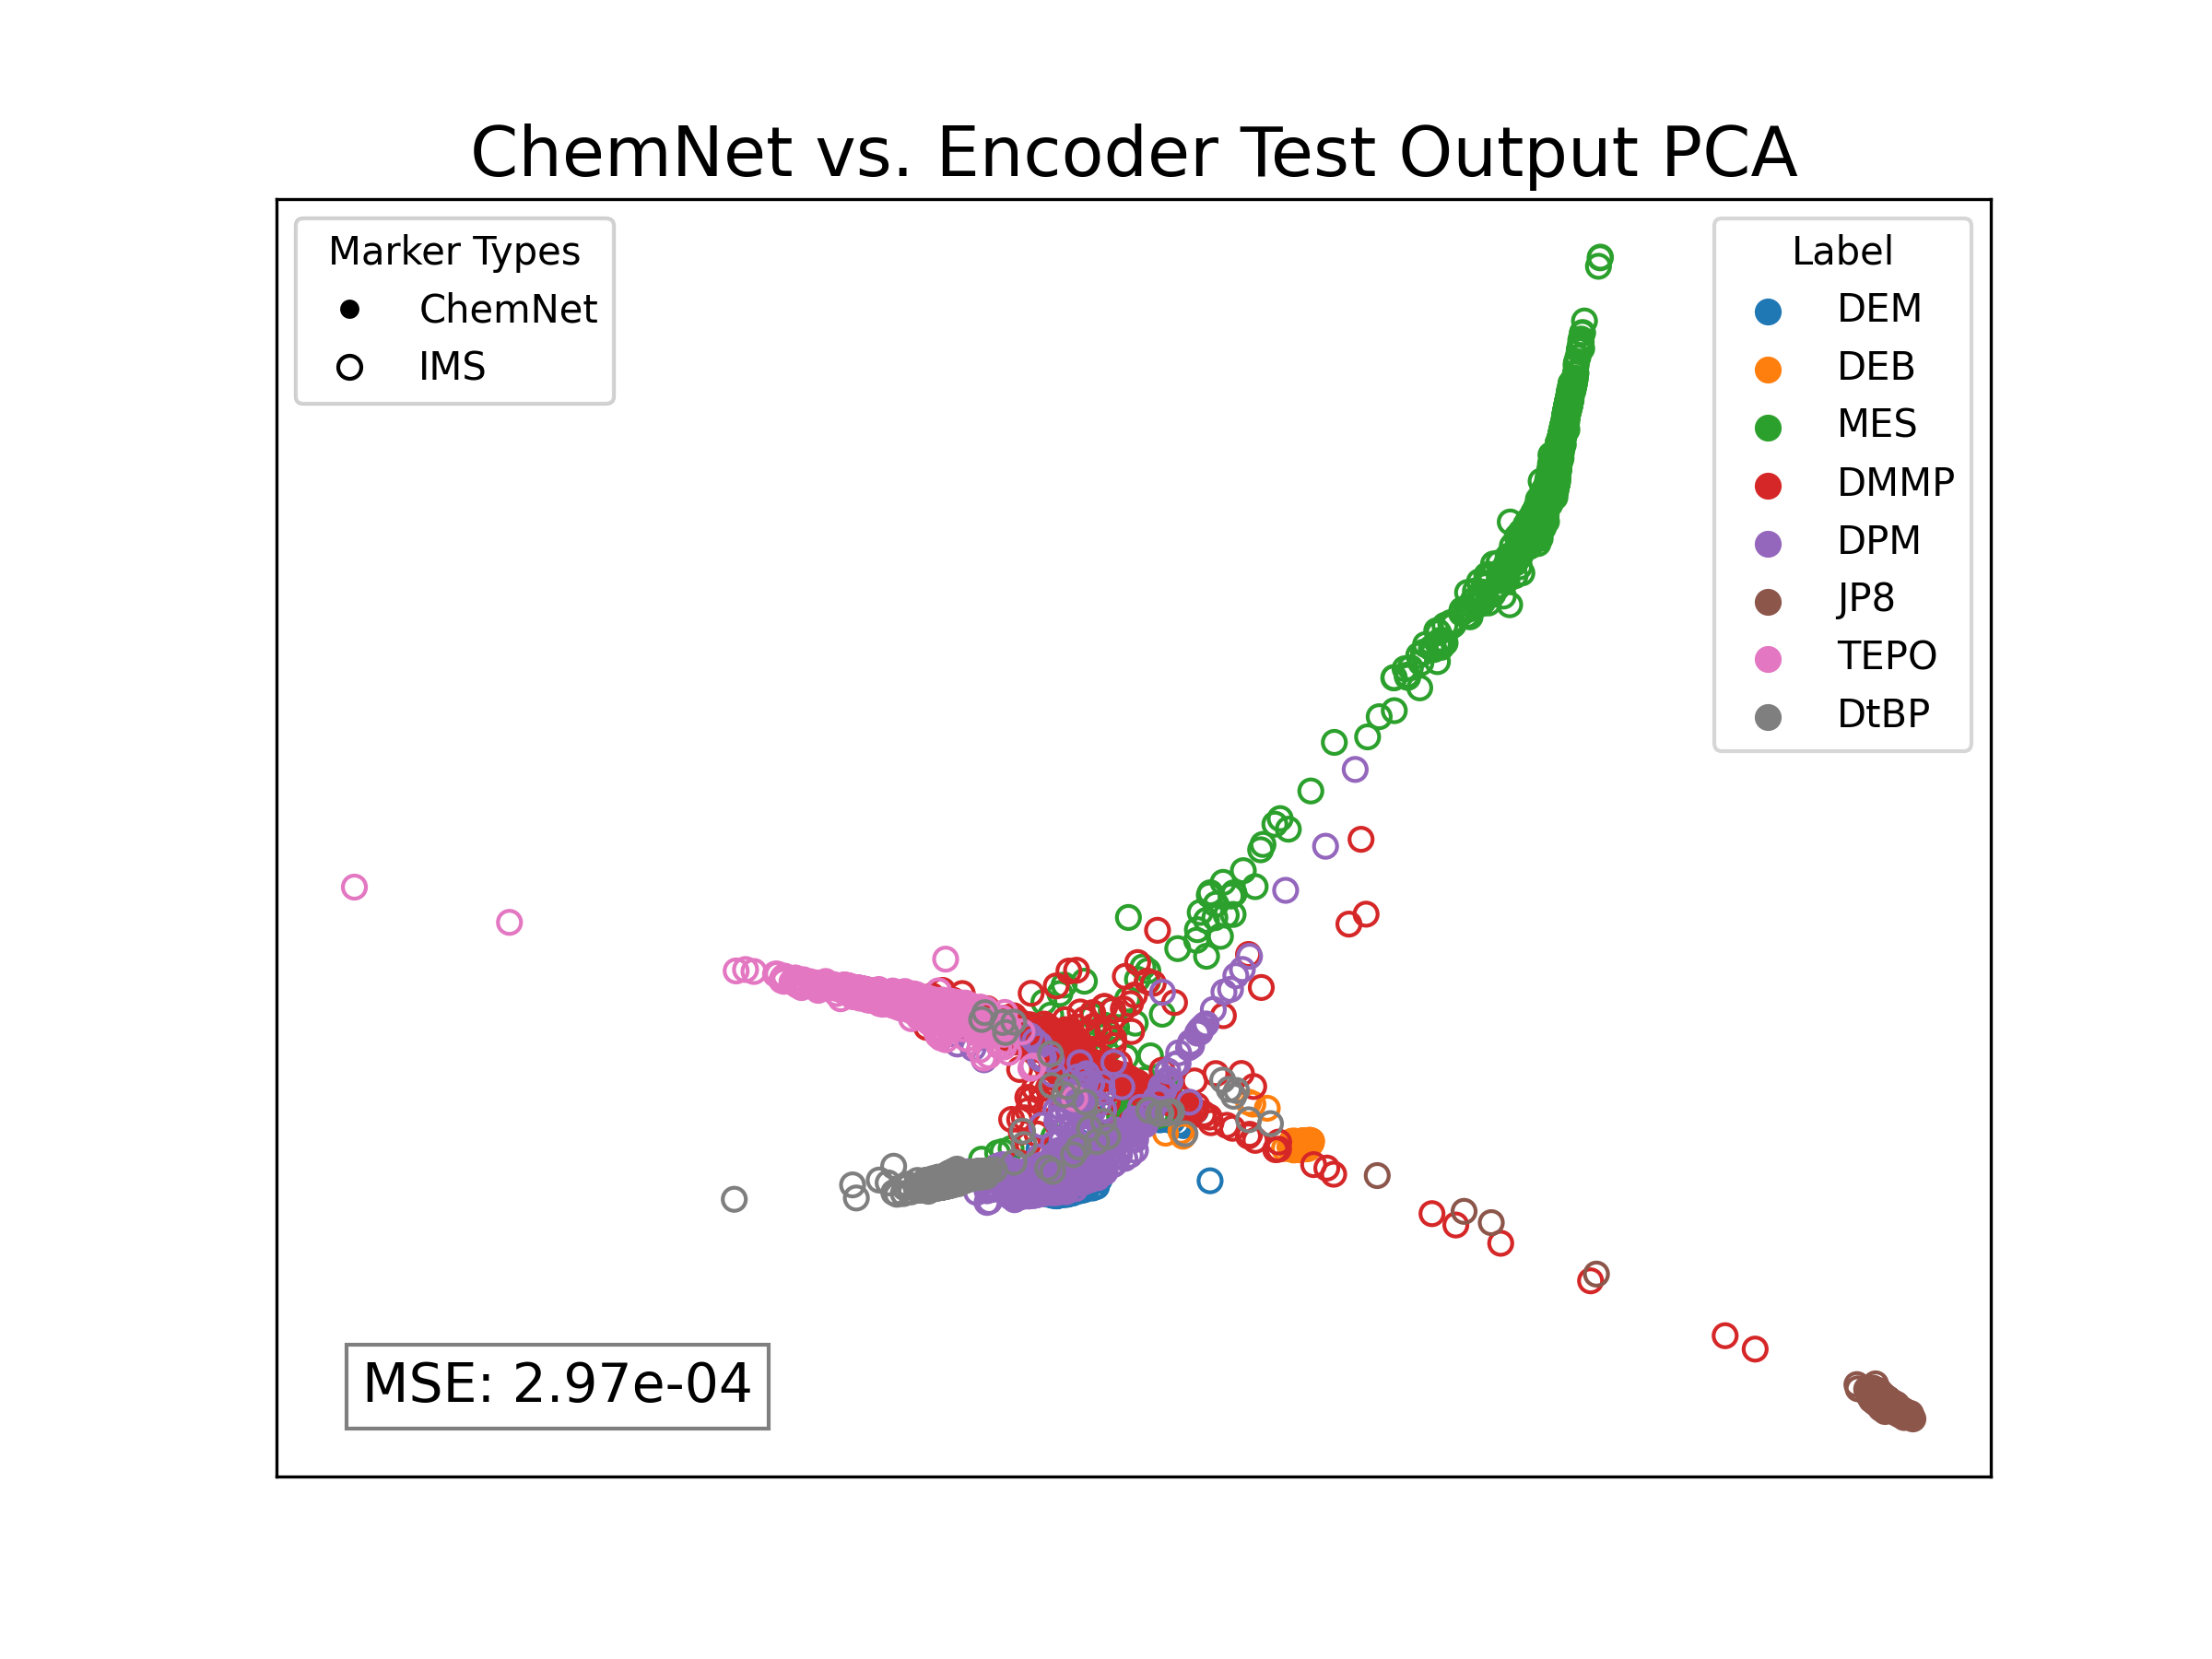 ChemNet vs. Encoder Test Output PCA
Marker Types
ChemNet
IMS
Label
DEM
DEB
MES
DMMP
DPM
JP8
TEPO
DtBP
MSE: 2.97e-04